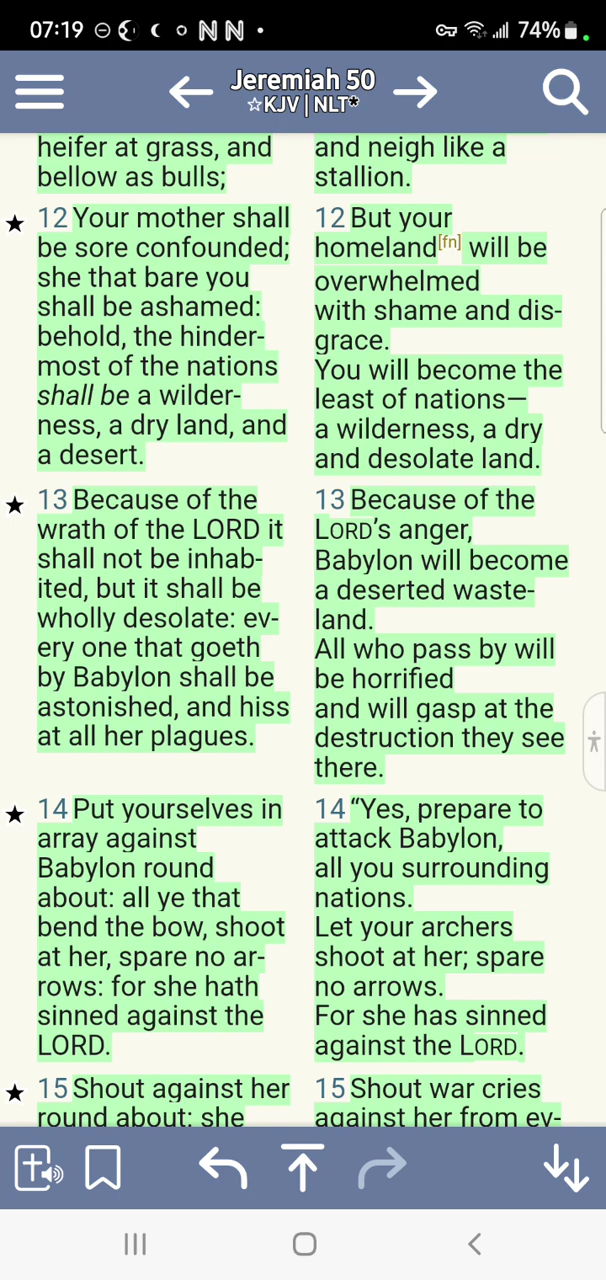 07:19 N N • 74%
Jeremiah 50
☆KJV | NLT*
heifer at grass, and
bellow as bulls;
★ 12 Your mother shall
be sore confounded;
she that bare you
shall be ashamed:
behold, the hinder-
most of the nations
shall be a wilder-
ness, a dry land, and
a desert.
★ 13 Because of the
wrath of the LORD it
shall not be inhab-
ited, but it shall be
wholly desolate: ev-
ery one that goeth
by Babylon shall be
astonished, and hiss
at all her plagues.
★ 14 Put yourselves in
array against
Babylon round
about: all ye that
bend the bow, shoot
at her, spare no ar-
rows: for she hath
sinned against the
LORD.
★ 15 Shout against her
round about: she
and neigh like a
stallion.
12 But your
homeland[fn] will be
overwhelmed
with shame and dis-
grace.
You will become the
least of nations—
a wilderness, a dry
and desolate land.
13 Because of the
LORD’s anger,
Babylon will become
a deserted waste-
land.
All who pass by will
be horrified
and will gasp at the
destruction they see
there.
14 “Yes, prepare to
attack Babylon,
all you surrounding
nations.
Let your archers
shoot at her; spare
no arrows.
For she has sinned
against the LORD.
15 Shout war cries
against her from ev-